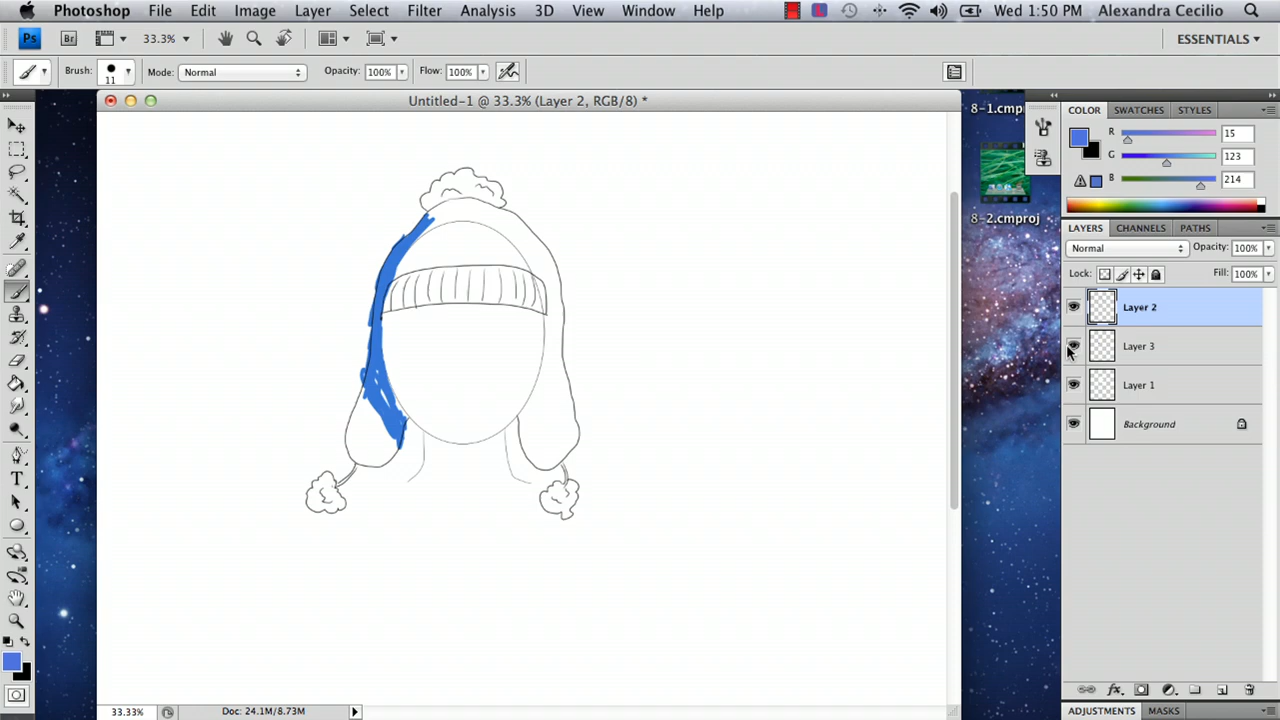 Photoshop File Edit Image Layer Select Filter Analysis 3D View Window Help Wed 1:50 PM Alexandra Cecilio
Ps Br 33.3% ESSENTIALS
Brush: 11 Mode: Normal Opacity: 100% Flow: 100%
Untitled-1 @ 33.3% (Layer 2, RGB/8) *
8-1.cmp
8-2.cmproj
COLOR SWATCHES STYLES
R 15
G 123
B 214
LAYERS CHANNELS PATHS
Normal Opacity: 100%
Lock: Fill: 100%
Layer 2
Layer 3
Layer 1
Background
T
33.33% Doc: 24.1M/8.73M
ADJUSTMENTS MASKS